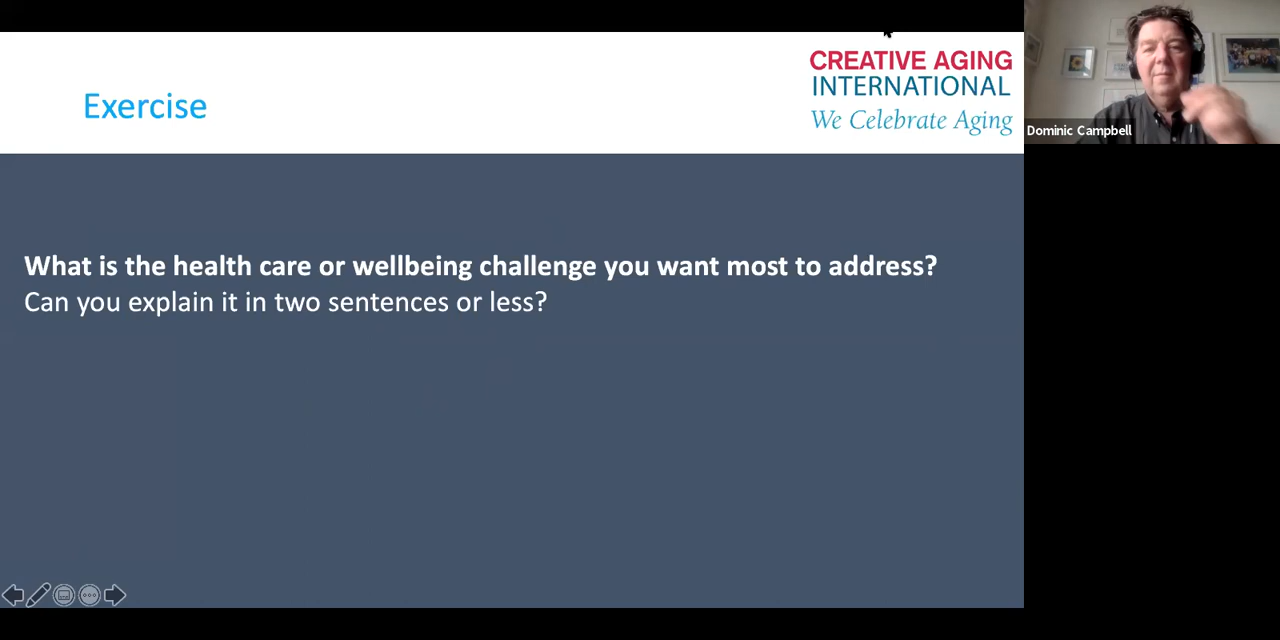 Exercise
CREATIVE AGING
INTERNATIONAL
We Celebrate Aging
Dominic Campbell
What is the health care or wellbeing challenge you want most to address?
Can you explain it in two sentences or less?